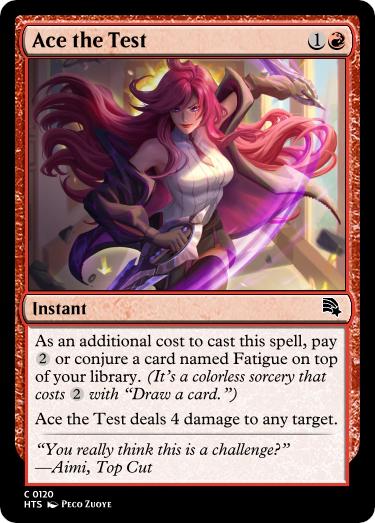 Ace the Test 1
Instant
As an additional cost to cast this spell, pay
2 or conjure a card named Fatigue on top
of your library. (It's a colorless sorcery that
costs 2 with “Draw a card.”)
Ace the Test deals 4 damage to any target.
“You really think this is a challenge?”
—Aimi, Top Cut
C 0120
HTS Peco Zuoye